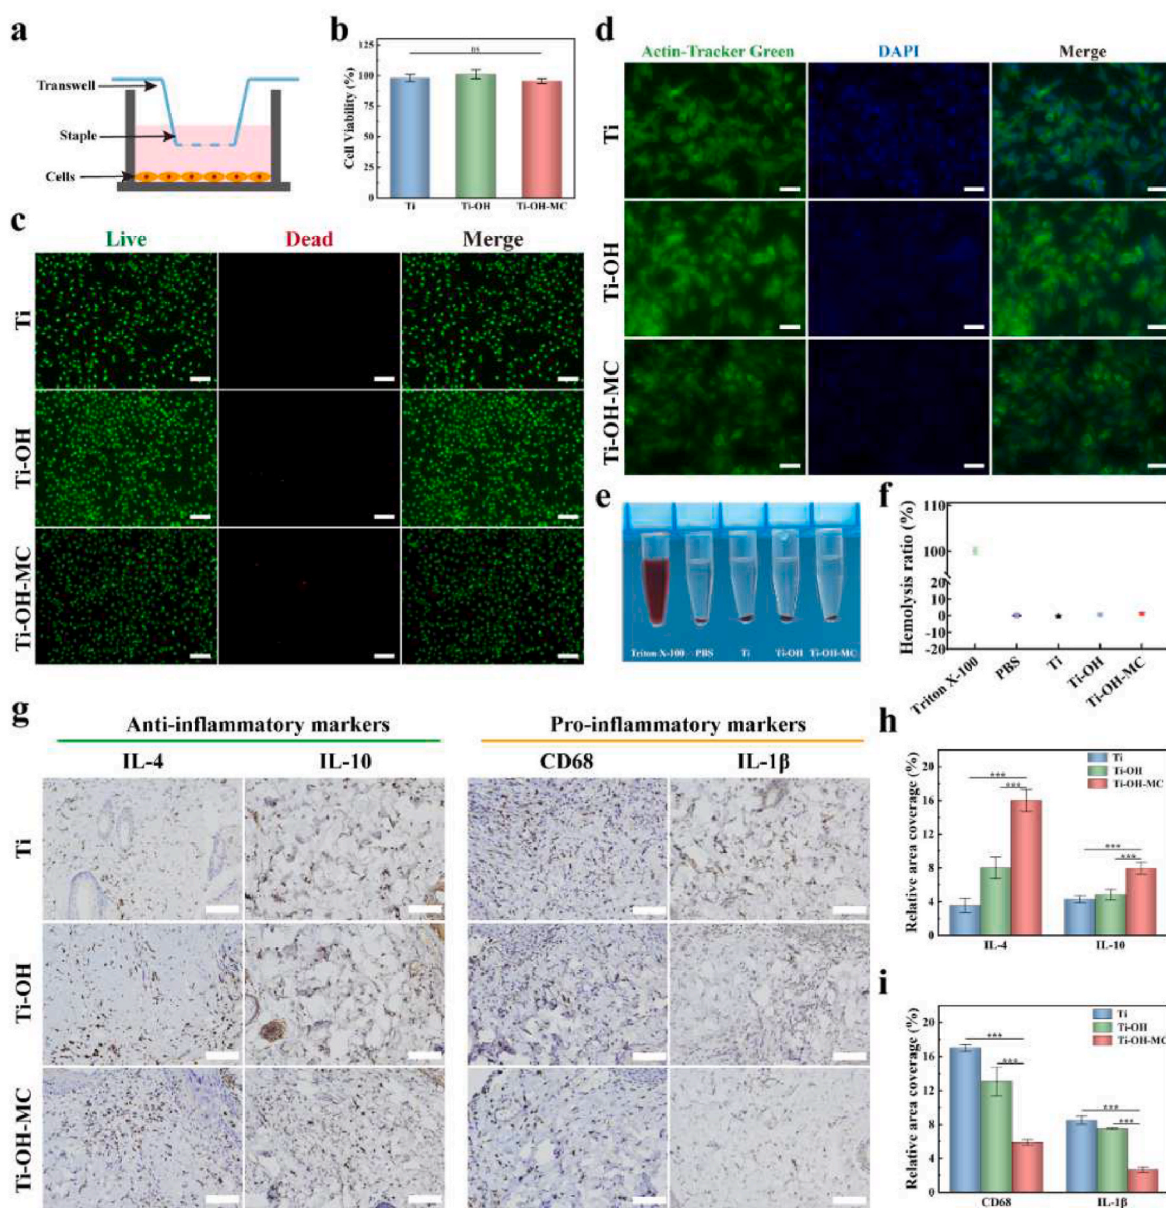 a
Transwell
Staple
Cells
b
Cell Viability (%)
125
100
75
50
25
0
ns
Ti
Ti-OH
Ti-OH-MC
c
Live
Dead
Merge
Ti
Ti-OH
Ti-OH-MC
d
Actin-Tracker Green
DAPI
Merge
Ti
Ti-OH
Ti-OH-MC
e
Triton X-100
PBS
Ti
Ti-OH
Ti-OH-MC
f
Hemolysis ratio (%)
110
100
20
10
0
-10
-20
Triton X-100
PBS
Ti
Ti-OH
Ti-OH-MC
g
Anti-inflammatory markers
Pro-inflammatory markers
IL-4
IL-10
CD68
IL-1β
Ti
Ti-OH
Ti-OH-MC
h
Relative area coverage (%)
20
16
12
8
4
0
Ti
Ti-OH
Ti-OH-MC
***
***
***
***
IL-4
IL-10
i
Relative area coverage (%)
20
16
12
8
4
0
Ti
Ti-OH
Ti-OH-MC
***
***
***
***
CD68
IL-1β